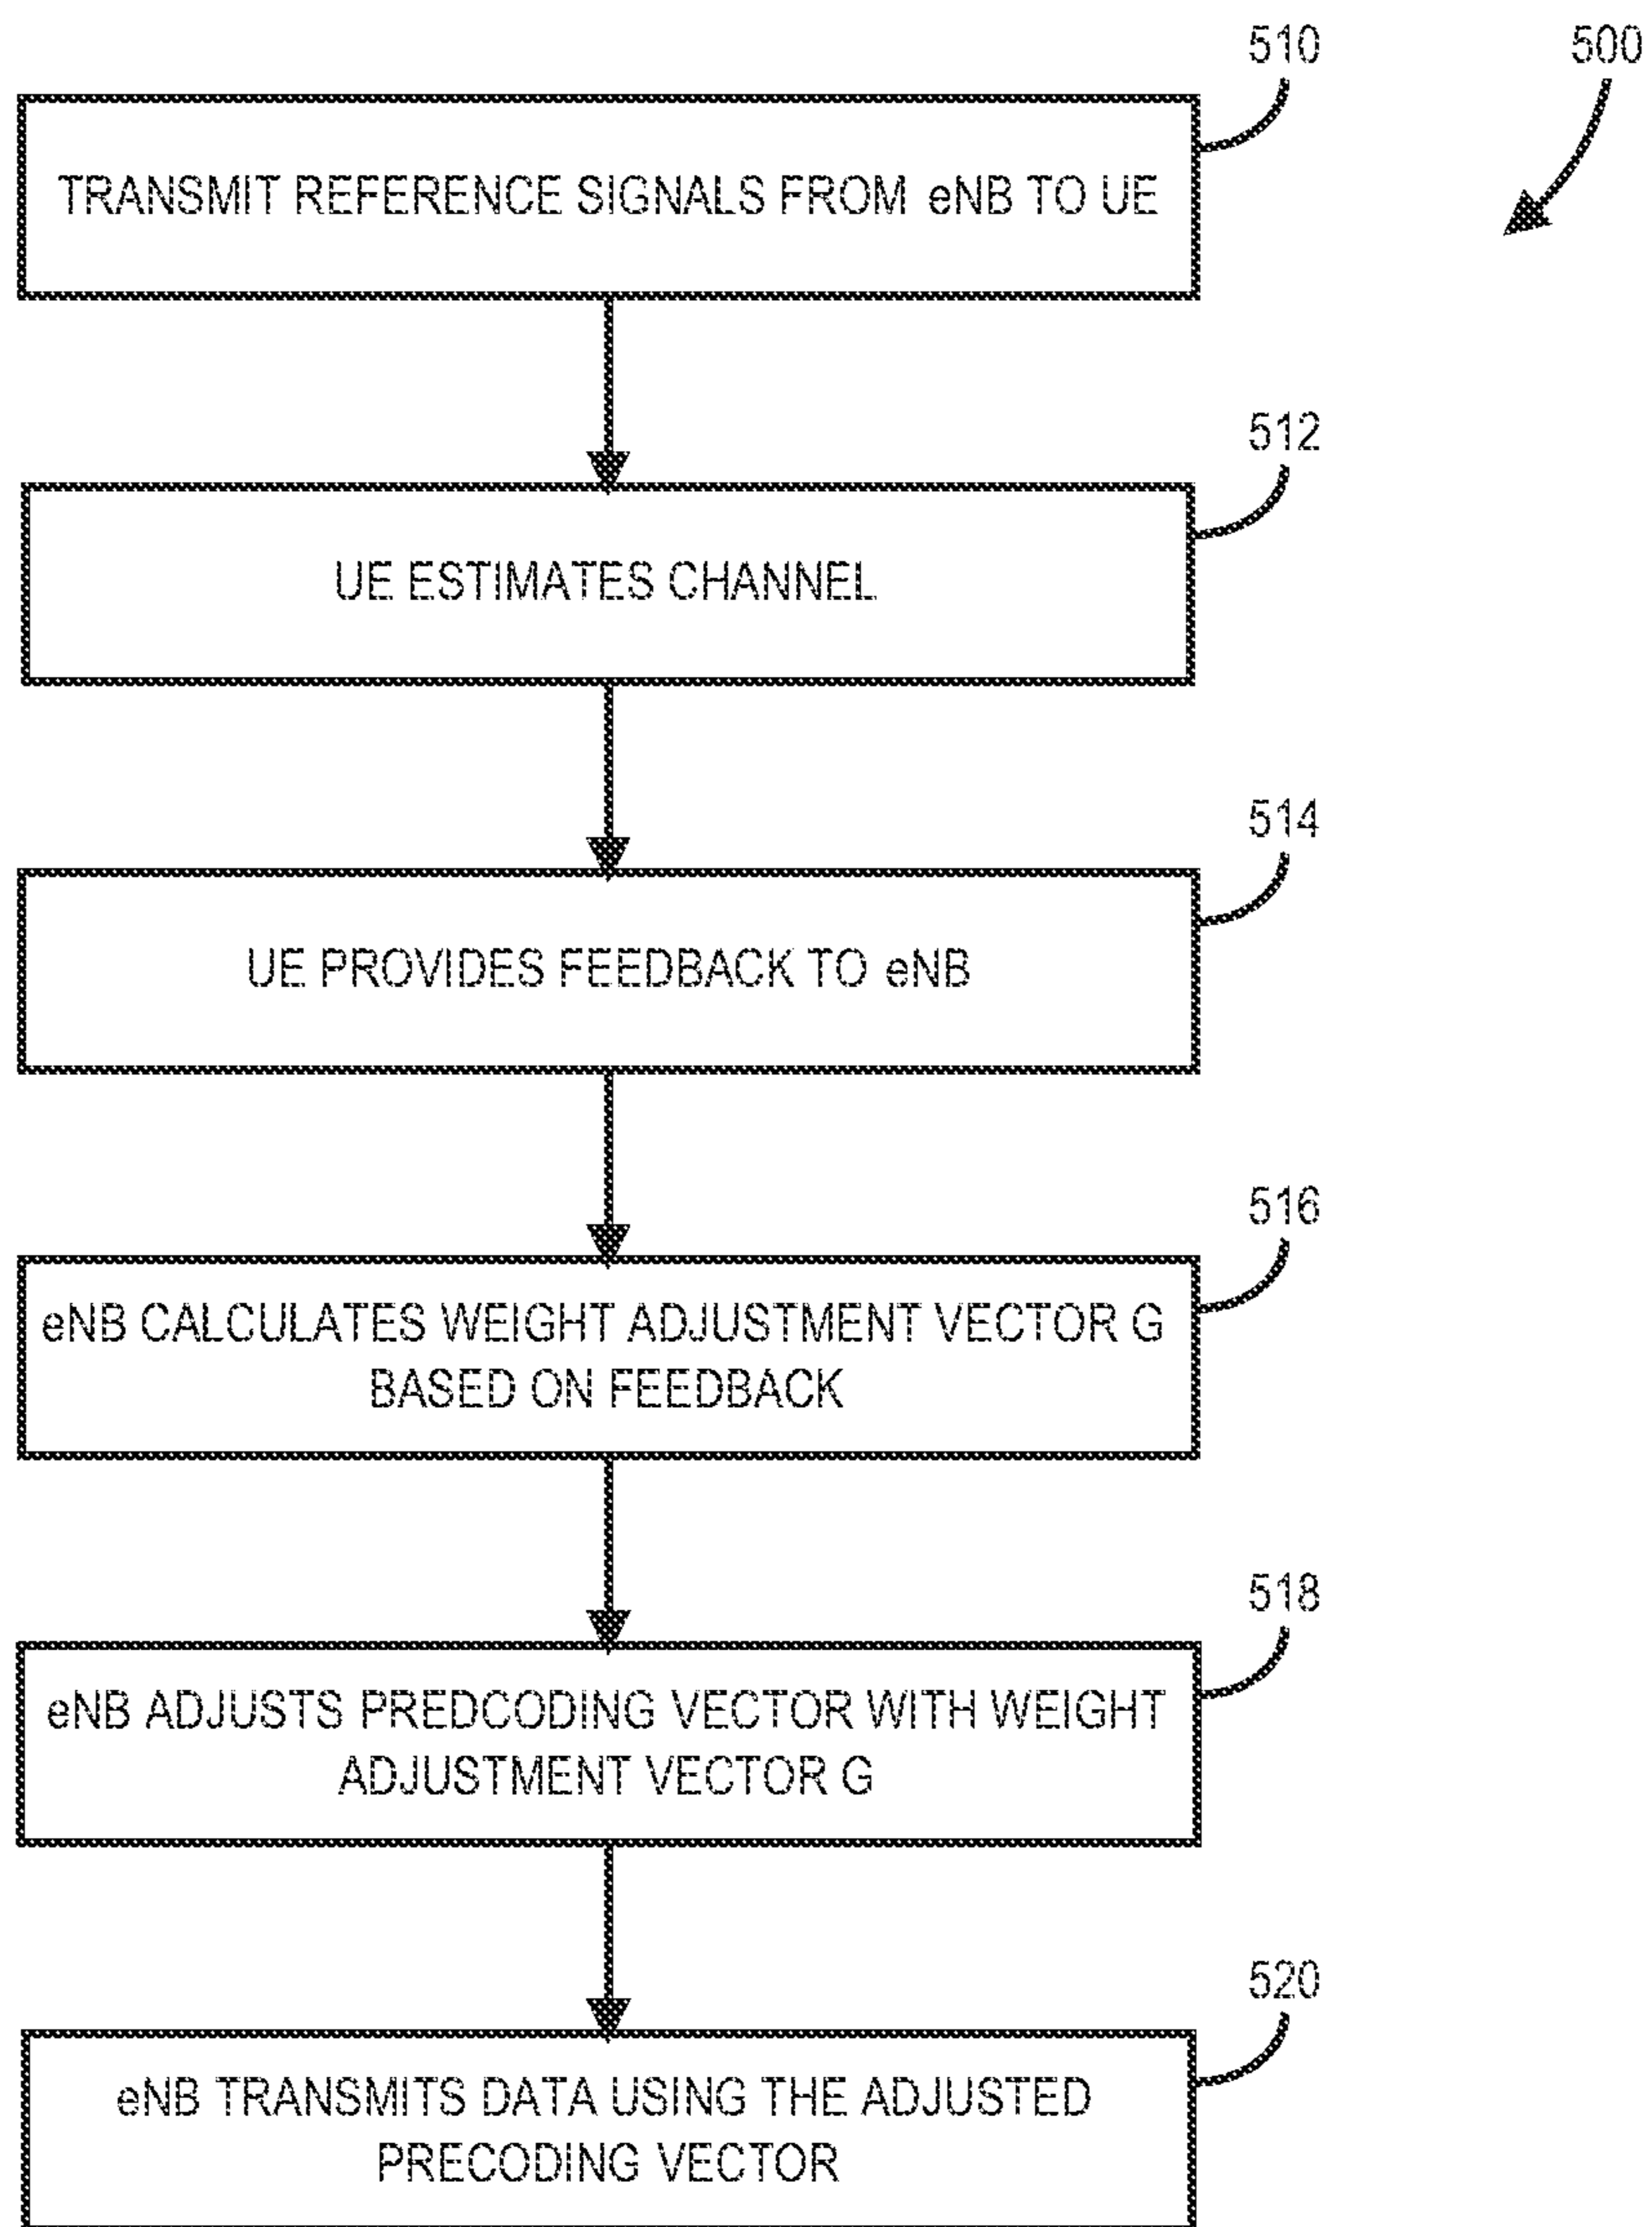 510
500
TRANSMIT REFERENCE SIGNALS FROM eNB TO UE
512
UE ESTIMATES CHANNEL
514
UE PROVIDES FEEDBACK TO eNB
516
eNB CALCULATES WEIGHT ADJUSTMENT VECTOR G
BASED ON FEEDBACK
518
eNB ADJUSTS PREDCODING VECTOR WITH WEIGHT
ADJUSTMENT VECTOR G
520
eNB TRANSMITS DATA USING THE ADJUSTED
PRECODING VECTOR